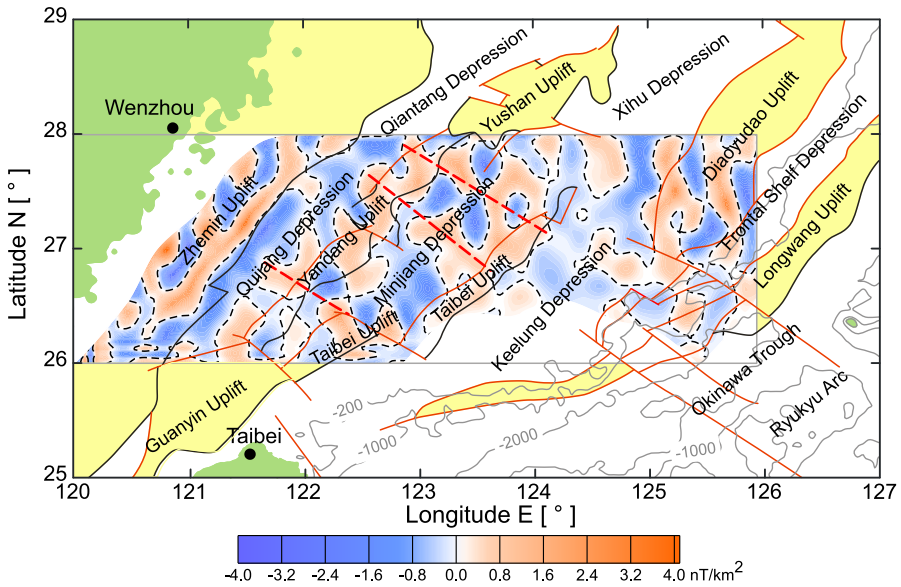 29
28
27
26
25
Latitude N [ ° ]
Wenzhou
Qiantang Depression
Yushan Uplift
Xihu Depression
Diaoyudao Uplift
Frontal Shelf Depression
Longwang Uplift
Zhemin Uplift
Qiujiang Depression
Yandang Uplift
Minjiang Depression
Taibei Uplift
Taibei Uplift
Keelung Depression
Guanyin Uplift
Taibei
Okinawa Trough
Ryukyu Arc
-200
-1000
-2000
-1000
120 121 122 123 124 125 126 127
Longitude E [ ° ]
-4.0 -3.2 -2.4 -1.6 -0.8 0.0 0.8 1.6 2.4 3.2 4.0 nT/km²